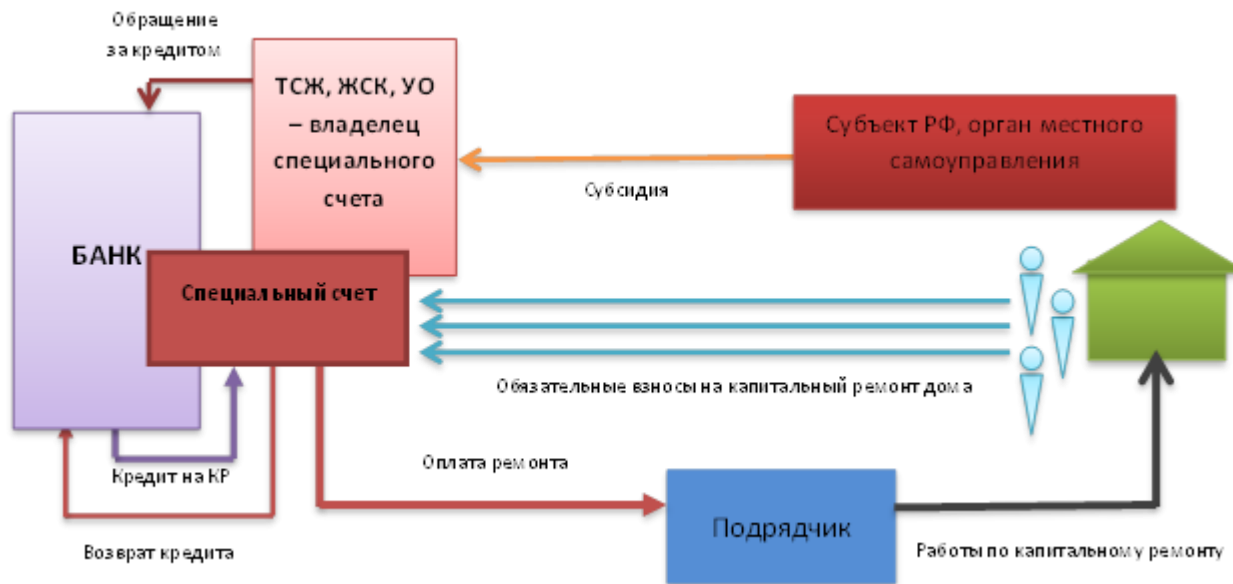 Обращение
за кредитом
ТСЖ, ЖСК, УО
– владелец
специального
счета
Субъект РФ, орган местного
самоуправления
Субсидия
БАНК
Специальный счет
Обязательные взносы на капитальный ремонт дома
Кредит на КР
Оплата ремонта
Подрядчик
Возврат кредита
Работы по капитальному ремонту